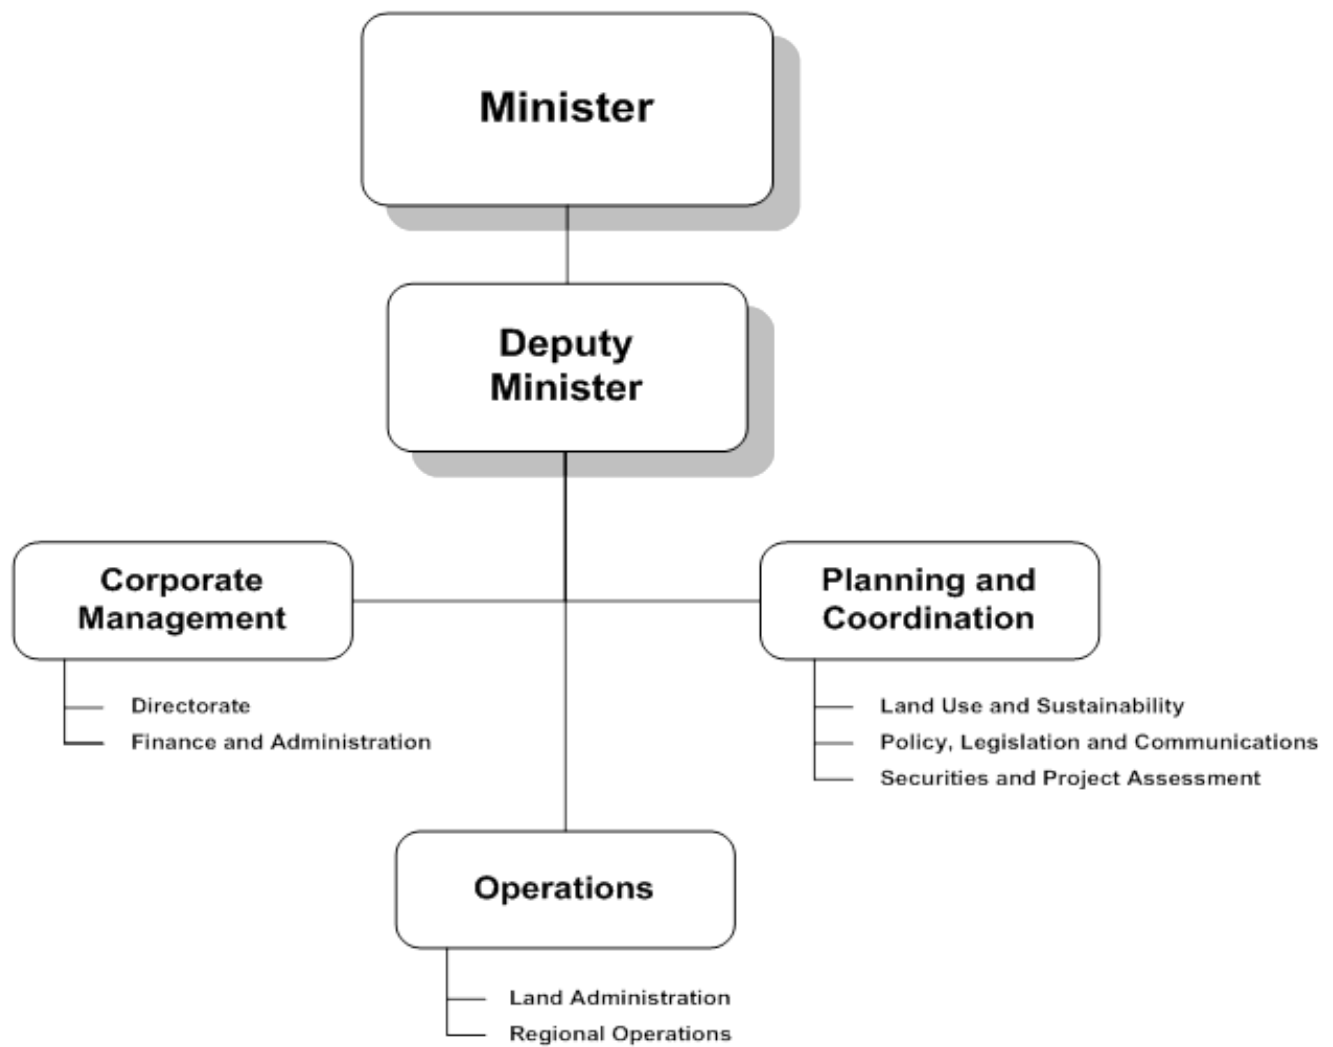 Minister
Deputy
Minister
Corporate
Management
Directorate
Finance and Administration
Planning and
Coordination
Land Use and Sustainability
Policy, Legislation and Communications
Securities and Project Assessment
Operations
Land Administration
Regional Operations